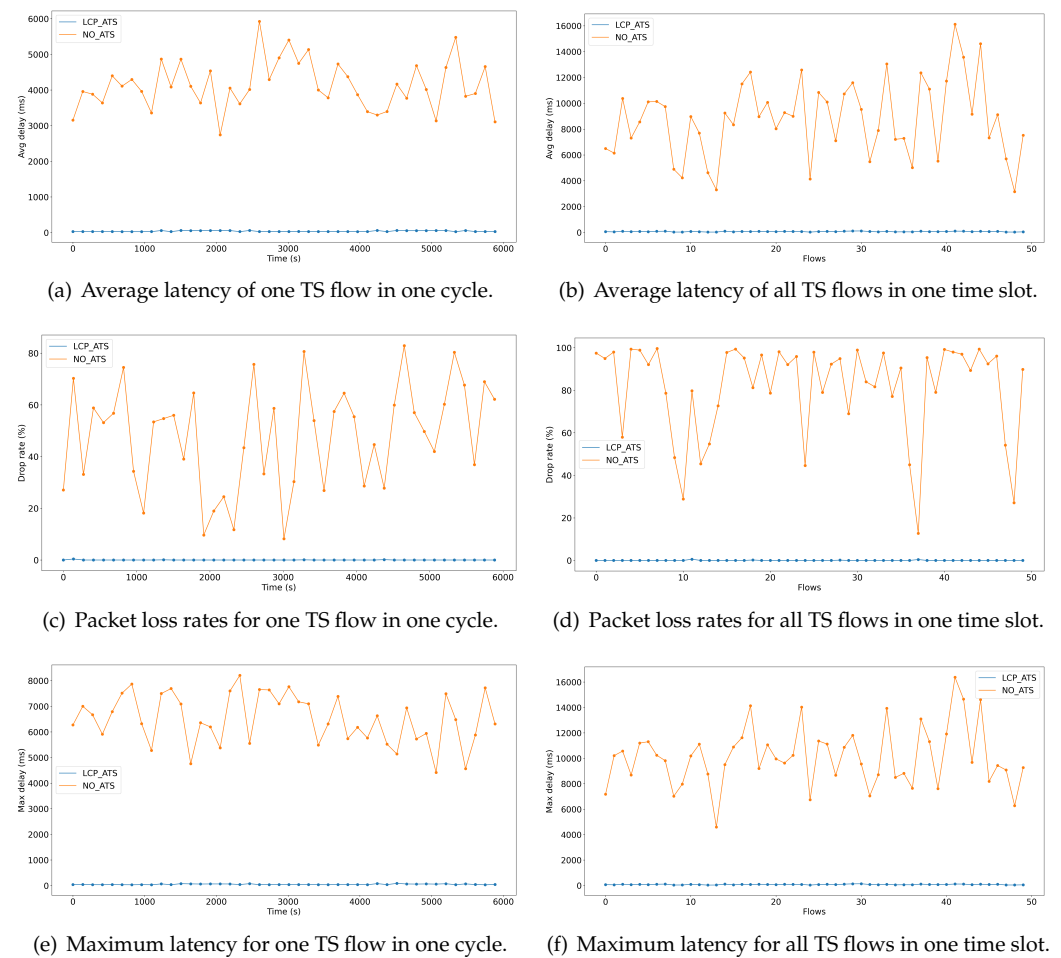 6000
5000
4000
3000
2000
1000
0
Avg delay (ms)
LCP_ATS
NO_ATS
0 1000 2000 3000 4000 5000 6000
Time (s)
(a) Average latency of one TS flow in one cycle.
16000
14000
12000
10000
8000
6000
4000
2000
0
Avg delay (ms)
LCP_ATS
NO_ATS
0 10 20 30 40 50
Flows
(b) Average latency of all TS flows in one time slot.
80
60
40
20
0
Drop rate (%)
LCP_ATS
NO_ATS
0 1000 2000 3000 4000 5000 6000
Time (s)
(c) Packet loss rates for one TS flow in one cycle.
100
80
60
40
20
0
Drop rate (%)
LCP_ATS
NO_ATS
0 10 20 30 40 50
Flows
(d) Packet loss rates for all TS flows in one time slot.
8000
7000
6000
5000
4000
3000
2000
1000
0
Max delay (ms)
LCP_ATS
NO_ATS
0 1000 2000 3000 4000 5000 6000
Time (s)
(e) Maximum latency for one TS flow in one cycle.
16000
14000
12000
10000
8000
6000
4000
2000
0
Max delay (ms)
LCP_ATS
NO_ATS
0 10 20 30 40 50
Flows
(f) Maximum latency for all TS flows in one time slot.